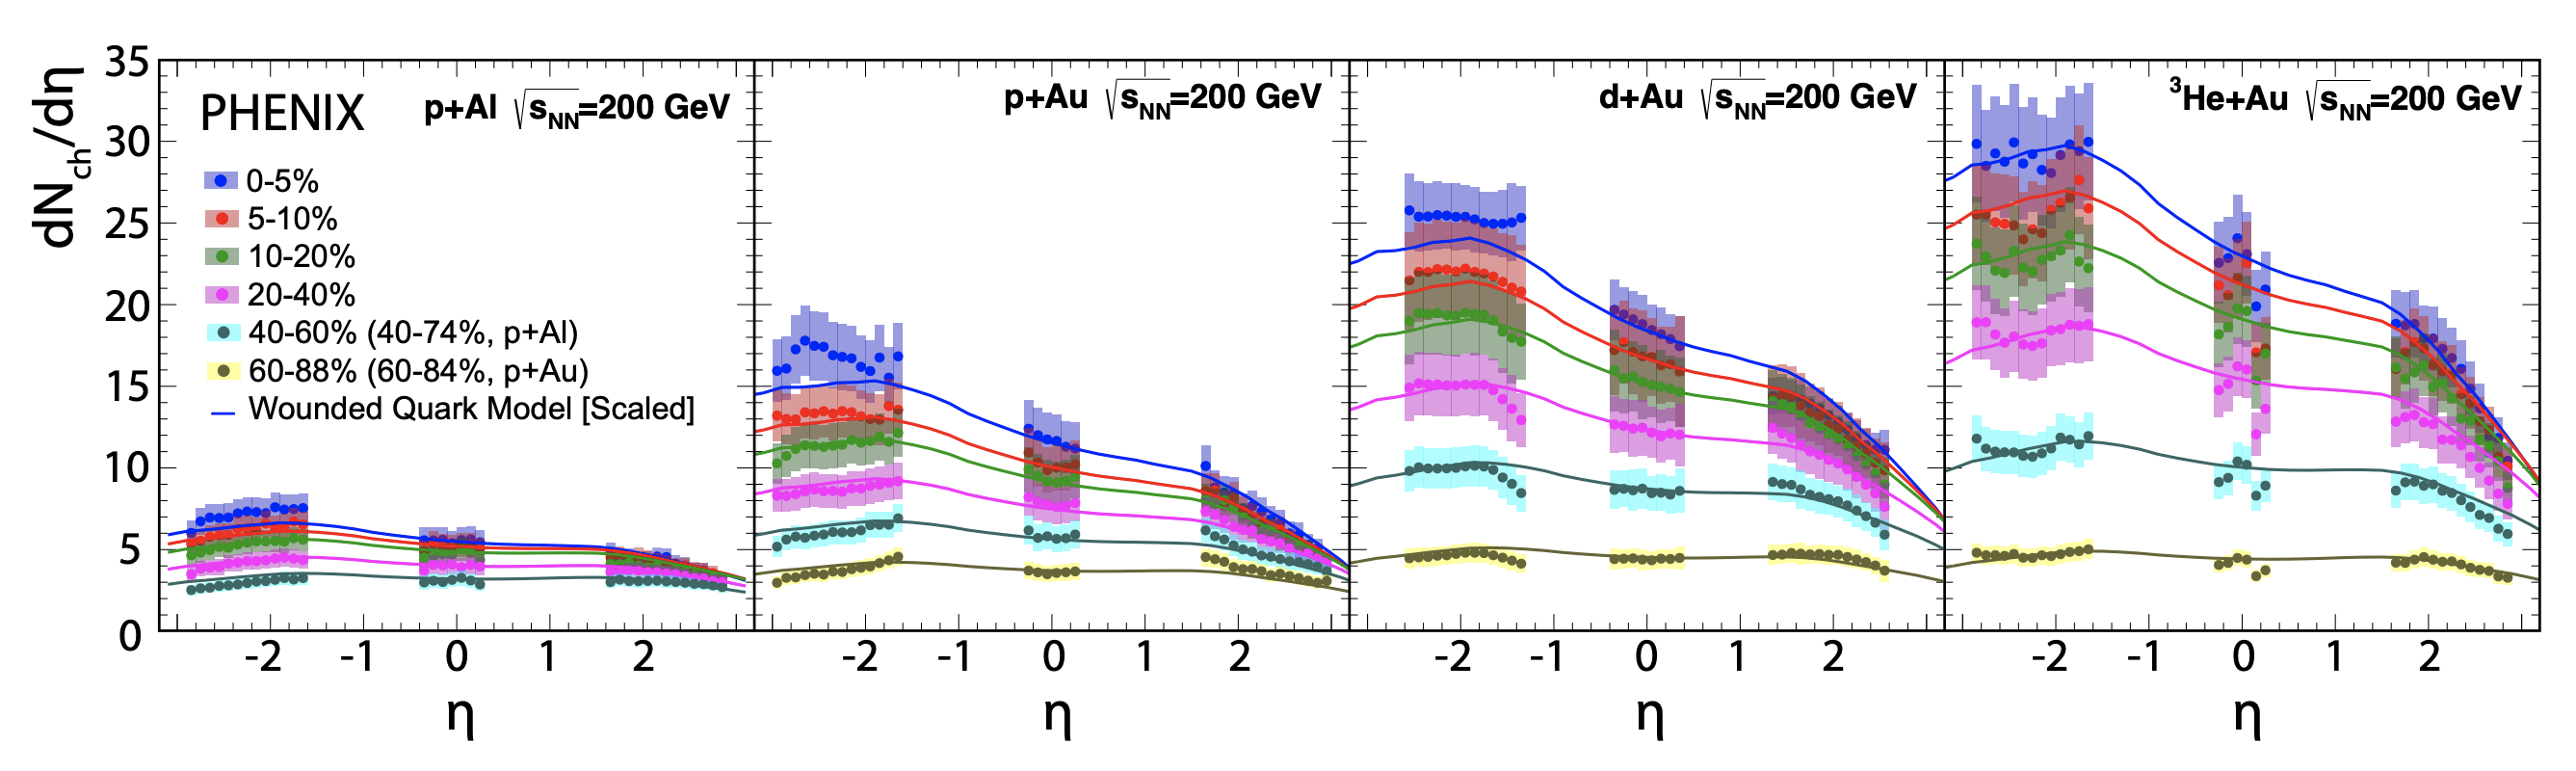 dN_ch/dη
35
30
25
20
15
10
5
0
PHENIX
p+Al √s_NN=200 GeV
0-5%
5-10%
10-20%
20-40%
40-60% (40-74%, p+Al)
60-88% (60-84%, p+Au)
Wounded Quark Model [Scaled]
-2 -1 0 1 2
η
p+Au √s_NN=200 GeV
-2 -1 0 1 2
η
d+Au √s_NN=200 GeV
-2 -1 0 1 2
η
³He+Au √s_NN=200 GeV
-2 -1 0 1 2
η